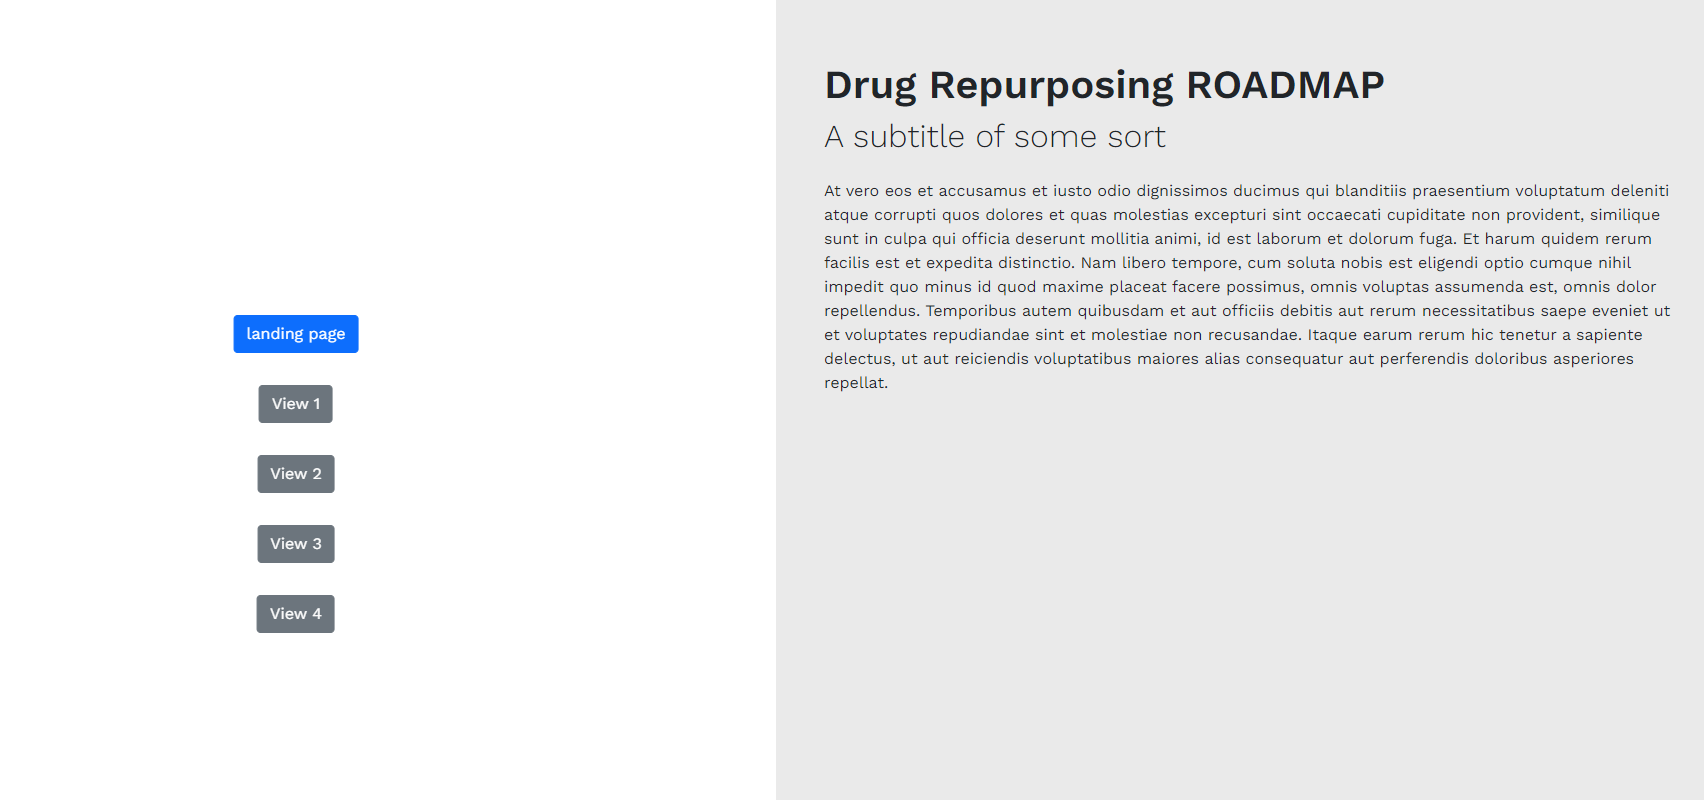 landing page
View 1
View 2
View 3
View 4
Drug Repurposing ROADMAP
A subtitle of some sort
At vero eos et accusamus et iusto odio dignissimos ducimus qui blanditiis praesentium voluptatum deleniti
atque corrupti quos dolores et quas molestias excepturi sint occaecati cupiditate non provident, similique
sunt in culpa qui officia deserunt mollitia animi, id est laborum et dolorum fuga. Et harum quidem rerum
facilis est et expedita distinctio. Nam libero tempore, cum soluta nobis est eligendi optio cumque nihil
impedit quo minus id quod maxime placeat facere possimus, omnis voluptas assumenda est, omnis dolor
repellendus. Temporibus autem quibusdam et aut officiis debitis aut rerum necessitatibus saepe eveniet ut
et voluptates repudiandae sint et molestiae non recusandae. Itaque earum rerum hic tenetur a sapiente
delectus, ut aut reiciendis voluptatibus maiores alias consequatur aut perferendis doloribus asperiores
repellat.